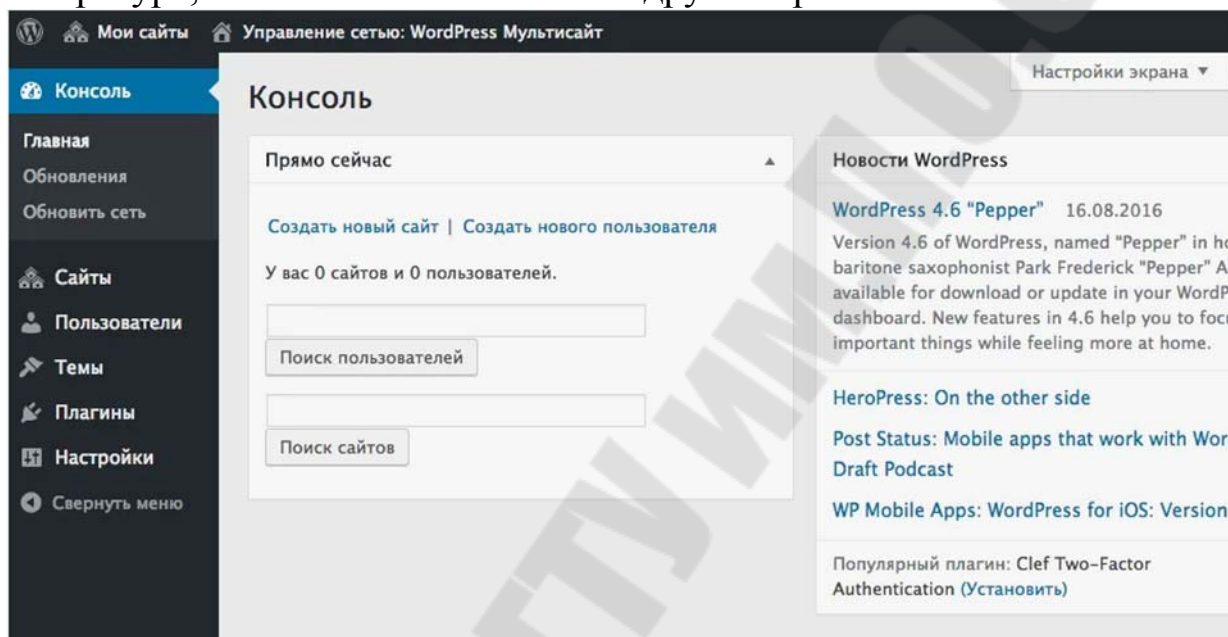 Мои сайты Управление сетью: WordPress Мультисайт
Консоль
Главная
Обновления
Обновить сеть
Сайты
Пользователи
Темы
Плагины
Настройки
Свернуть меню
Настройки экрана ▼
Консоль
Прямо сейчас
Создать новый сайт | Создать нового пользователя
У вас 0 сайтов и 0 пользователей.
Поиск пользователей
Поиск сайтов
Новости WordPress
WordPress 4.6 “Pepper” 16.08.2016
Version 4.6 of WordPress, named “Pepper” in
baritone saxophonist Park Frederick “Pepper”
available for download or update in your
dashboard. New features in 4.6 help you to
important things while feeling more at home.
HeroPress: On the other side
Post Status: Mobile apps that work with
Draft Podcast
WP Mobile Apps: WordPress for iOS: Version
Популярный плагин: Clef Two-Factor
Authentication (Установить)